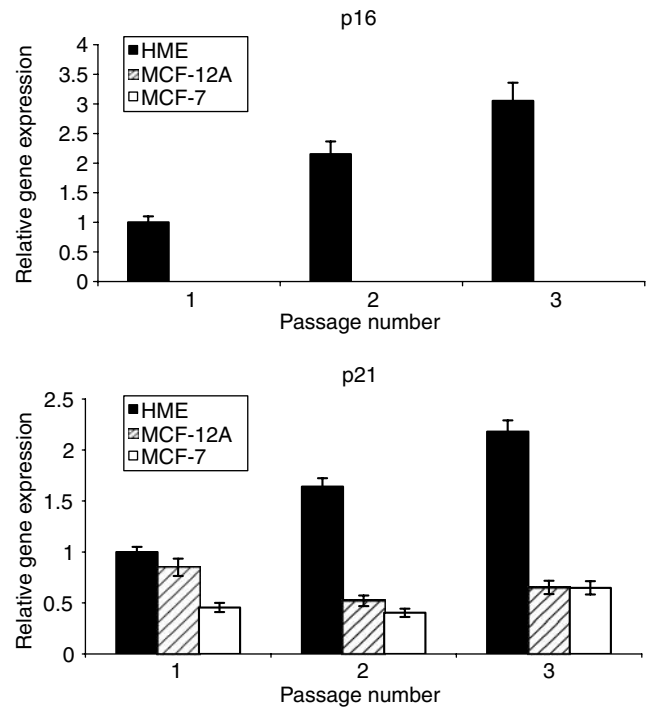 p16
Relative gene expression
4
3.5
3
2.5
2
1.5
1
0.5
0
HME
MCF-12A
MCF-7
1 2 3
Passage number
p21
Relative gene expression
2.5
2
1.5
1
0.5
0
HME
MCF-12A
MCF-7
1 2 3
Passage number